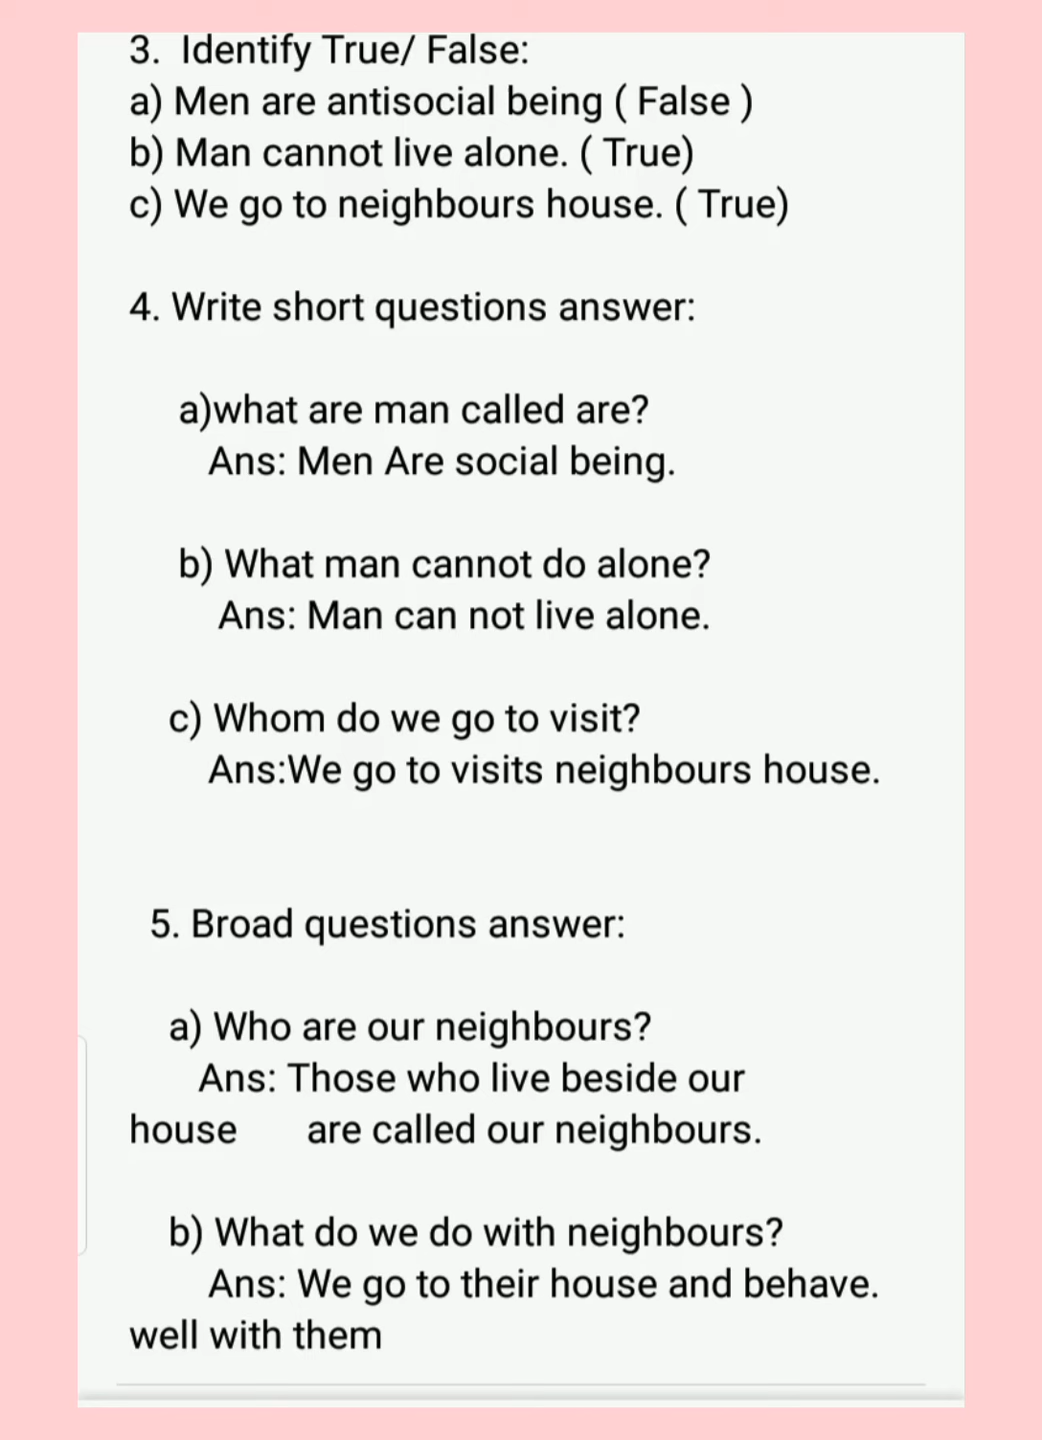 3. Identify True/ False:
a) Men are antisocial being ( False )
b) Man cannot live alone. ( True)
c) We go to neighbours house. ( True)
4. Write short questions answer:
a)what are man called are?
Ans: Men Are social being.
b) What man cannot do alone?
Ans: Man can not live alone.
c) Whom do we go to visit?
Ans:We go to visits neighbours house.
5. Broad questions answer:
a) Who are our neighbours?
Ans: Those who live beside our
house are called our neighbours.
b) What do we do with neighbours?
Ans: We go to their house and behave.
well with them